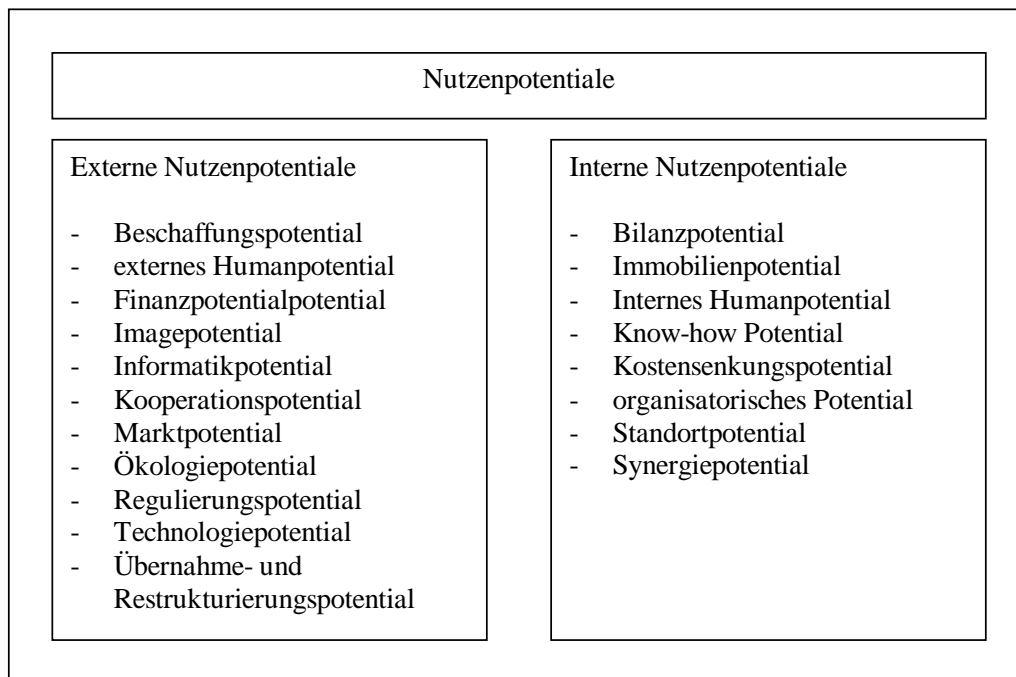 Nutzenpotentiale
Externe Nutzenpotentiale
- Beschaffungspotential
- externes Humanpotential
- Finanzpotentialpotential
- Imagepotential
- Informatikpotential
- Kooperationspotential
- Marktpotential
- Ökologiepotential
- Regulierungspotential
- Technologiepotential
- Übernahme- und
Restrukturierungspotential
Interne Nutzenpotentiale
- Bilanzpotential
- Immobilienpotential
- Internes Humanpotential
- Know-how Potential
- Kostensenkungspotential
- organisatorisches Potential
- Standortpotential
- Synergiepotential